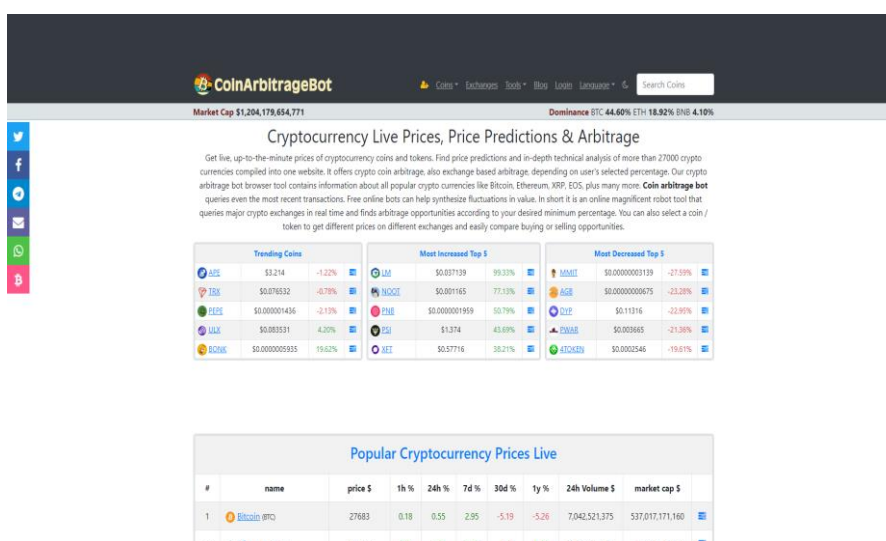 CoinArbitrageBot
Coins Exchanges Tools Blog Login Language Search Coins
Market Cap $1,204,179,654,771 Dominance BTC 44.60% ETH 18.92% BNB 4.10%
Cryptocurrency Live Prices, Price Predictions & Arbitrage
Get live, up-to-the-minute prices of cryptocurrency coins and tokens. Find price predictions and in-depth technical analysis of more than 27000 crypto
currencies compiled into one website. It offers crypto coin arbitrage, also exchange based arbitrage, depending on user's selected percentage. Our crypto
arbitrage bot browser tool contains information about all popular crypto currencies like Bitcoin, Ethereum, XRP, EOS, plus many more. Coin arbitrage bot
queries even the most recent transactions. Free online bots can help synthesize fluctuations in value. In short it is an online magnificent robot tool that
queries major crypto exchanges in real time and finds arbitrage opportunities according to your desired minimum percentage. You can also select a coin /
token to get different prices on different exchanges and easily compare buying or selling opportunities.
Trending Coins Most Increased Top 5 Most Decreased Top 5
APE $3.214 -1.22% LM $0.037139 99.33% MMIT $0.00000003139 -27.59%
TRX $0.076532 -0.78% NOOT $0.001165 77.13% AGB $0.00000000675 -23.28%
PEPE $0.000001436 -2.13% PNB $0.0000001959 50.79% DYP $0.11316 -22.95%
ULX $0.083531 4.20% PSI $1.374 43.69% PWAR $0.003665 -21.36%
BONK $0.0000005935 19.62% XFT $0.57716 38.21% 4TOKEN $0.0002546 -19.61%
Popular Cryptocurrency Prices Live
# name price $ 1h % 24h % 7d % 30d % 1y % 24h Volume $ market cap $
1 Bitcoin (BTC) 27683 0.18 0.55 2.95 -5.19 -5.26 7,042,521,375 537,017,171,160